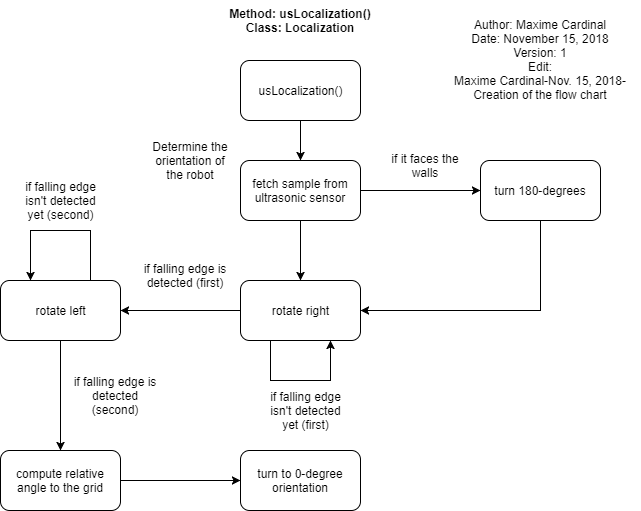 Method: usLocalization()
Class: Localization
Author: Maxime Cardinal
Date: November 15, 2018
Version: 1
Edit:
Maxime Cardinal-Nov. 15, 2018-
Creation of the flow chart
usLocalization()
Determine the
orientation of
the robot
fetch sample from
ultrasonic sensor
if it faces the
walls
turn 180-degrees
if falling edge
isn't detected
yet (second)
rotate left
if falling edge is
detected (first)
rotate right
if falling edge is
detected
(second)
if falling edge
isn't detected
yet (first)
compute relative
angle to the grid
turn to 0-degree
orientation